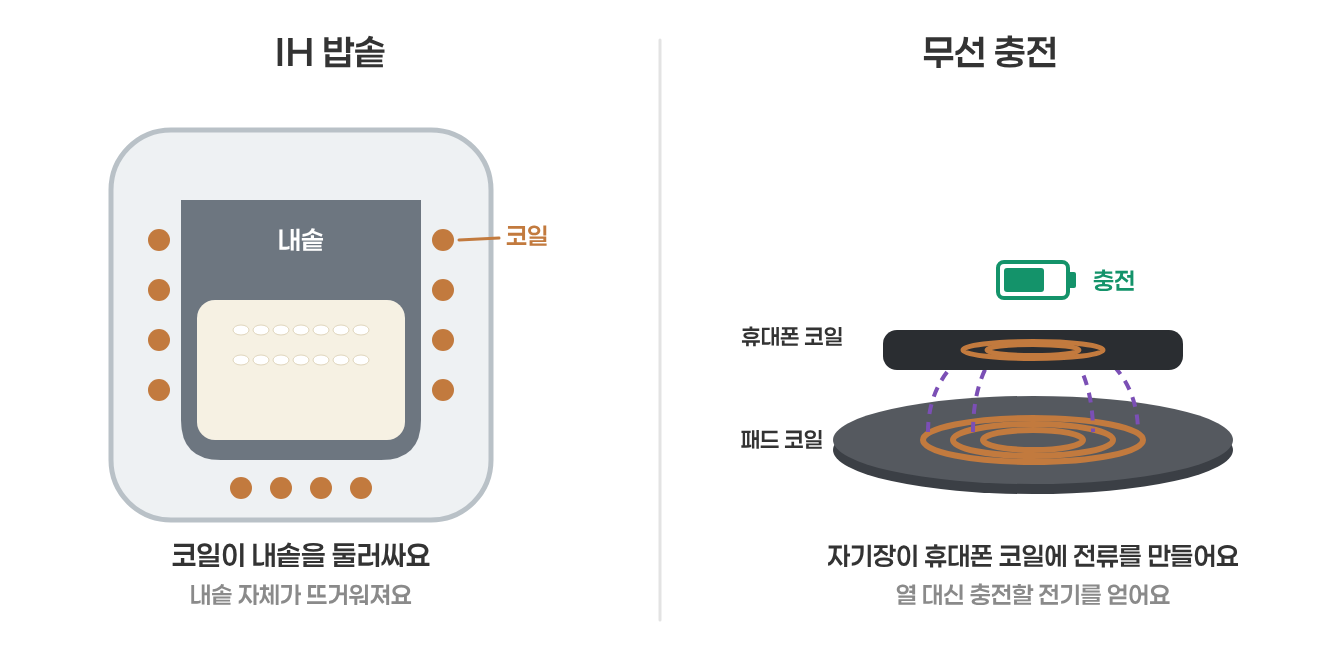 IH 밥솥
내솥
코일
코일이 내솥을 둘러싸요
내솥 자체가 뜨거워져요
무선 충전
충전
휴대폰 코일
패드 코일
자기장이 휴대폰 코일에 전류를 만들어요
열 대신 충전할 전기를 얻어요